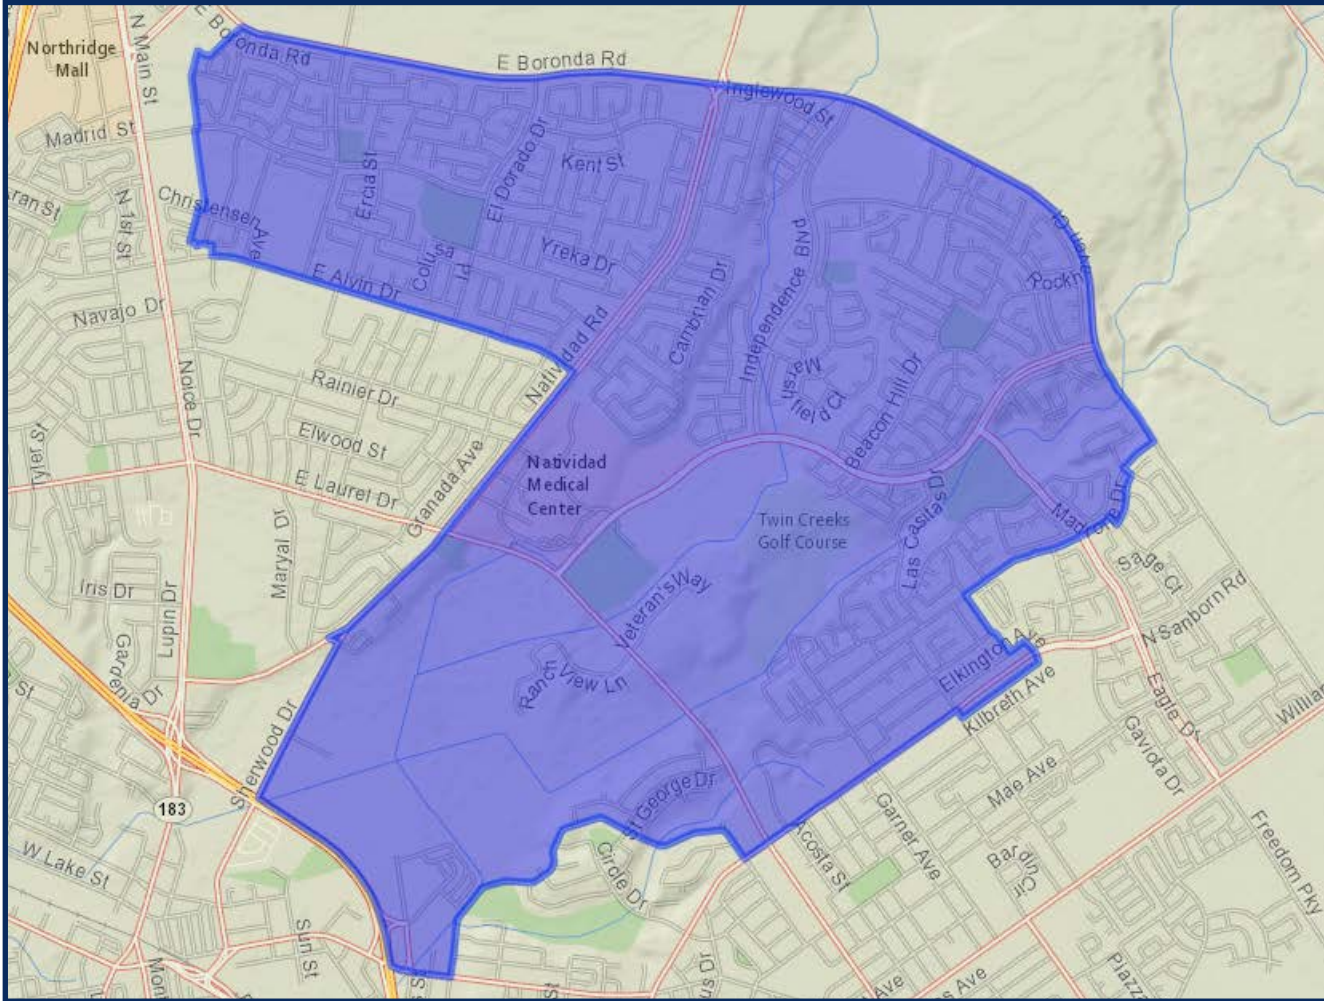 E Boronda Rd
Northridge
Mall
N Main St
E Boronda Rd
Inglewood St
Madrid St
Kent St
El Dorado Dr
Ercia St
Christensen
Ave
N 1st St
Yreka Dr
Colusa
Pl
E Alvin Dr
Independence Blvd
Cambrian Dr
Navajo Dr
Natividad Rd
Marsh
field Ct
Beacon Hill Dr
Rainier Dr
Noice Dr
Elwood St
Tyler St
E Laurel Dr
Granada Ave
Natividad
Medical
Center
Twin Creeks
Golf Course
Las Casitas Dr
Maryal Dr
Sage Ct
Iris Dr
Lupin Dr
Veteran's Way
N Sanborn Rd
Gardenia Dr
St
Ranch View Ln
Elkington Ave
Kilbreth Ave
Eagle Dr
Sherwood Dr
Gaviota Dr
183
St George Dr
Mae Ave
Garner Ave
Acosta St
Freedom Pky
W Lake St
Circle Dr
Bardin
Cir
Sun St
Ave